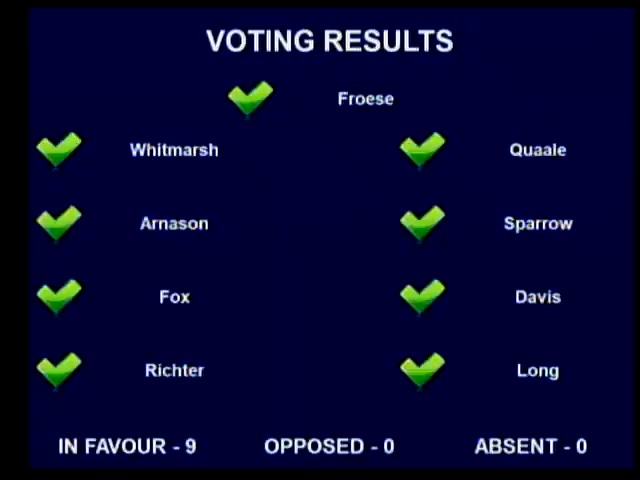 VOTING RESULTS
Froese
Whitmarsh Quaale
Arnason Sparrow
Fox Davis
Richter Long
IN FAVOUR - 9 OPPOSED - 0 ABSENT - 0